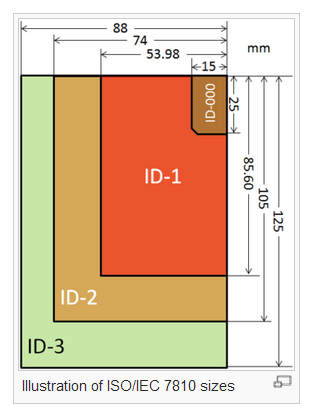 88
74
mm
53.98
15
ID-000
25
ID-1
85.60
105
125
ID-2
ID-3
Illustration of ISO/IEC 7810 sizes